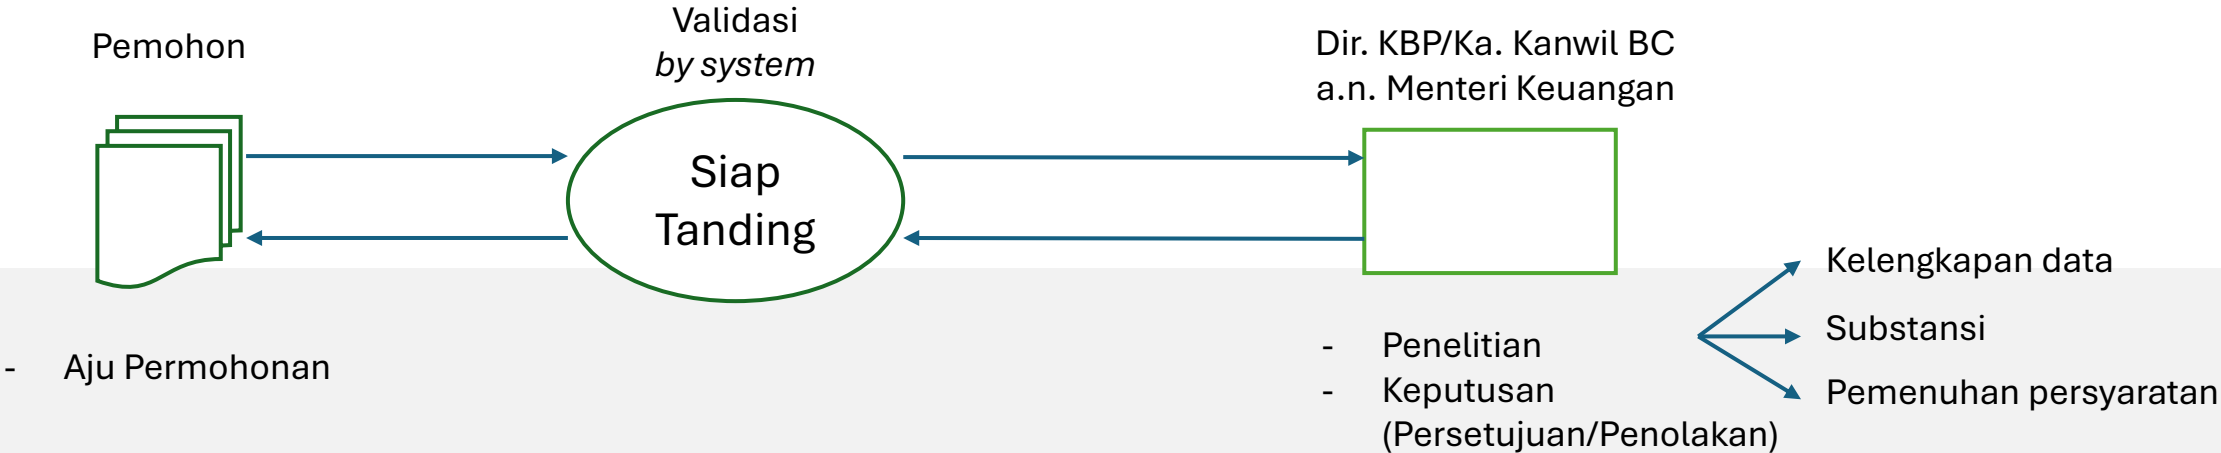 Pemohon
Validasi
by system
Dir. KBP/Ka. Kanwil BC
a.n. Menteri Keuangan
Siap
Tanding
- Aju Permohonan
- Penelitian
- Keputusan
(Persetujuan/Penolakan)
Kelengkapan data
Substansi
Pemenuhan persyaratan